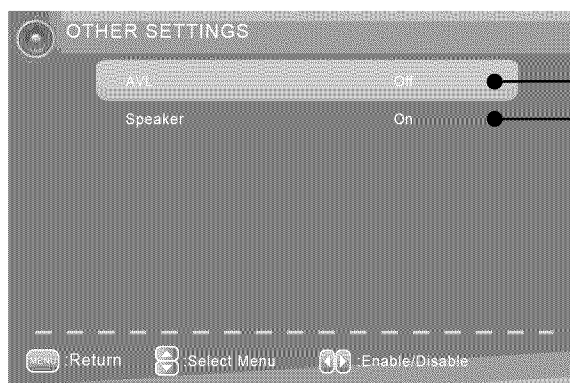 OTHER SETTINGS
AVL Off
Speaker On
MENU :Return :Select Menu :Enable/Disable